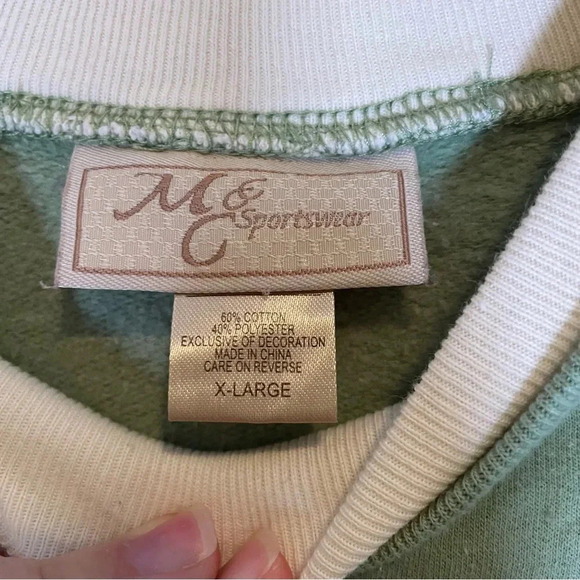 M&C Sportswear
60% COTTON
40% POLYESTER
EXCLUSIVE OF DECORATION
MADE IN CHINA
CARE ON REVERSE
X-LARGE